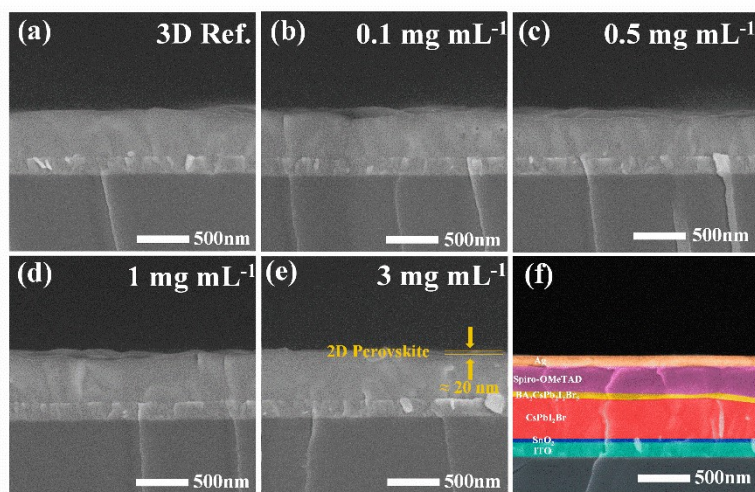 (a) 3D Ref.
500nm
(b) 0.1 mg mL⁻¹
500nm
(c) 0.5 mg mL⁻¹
500nm
(d) 1 mg mL⁻¹
500nm
(e) 3 mg mL⁻¹
2D Perovskite
≈ 20 nm
500nm
(f)
Ag
Spiro-OMeTAD
CsPbI₂Br
SnO₂
ITO
500nm